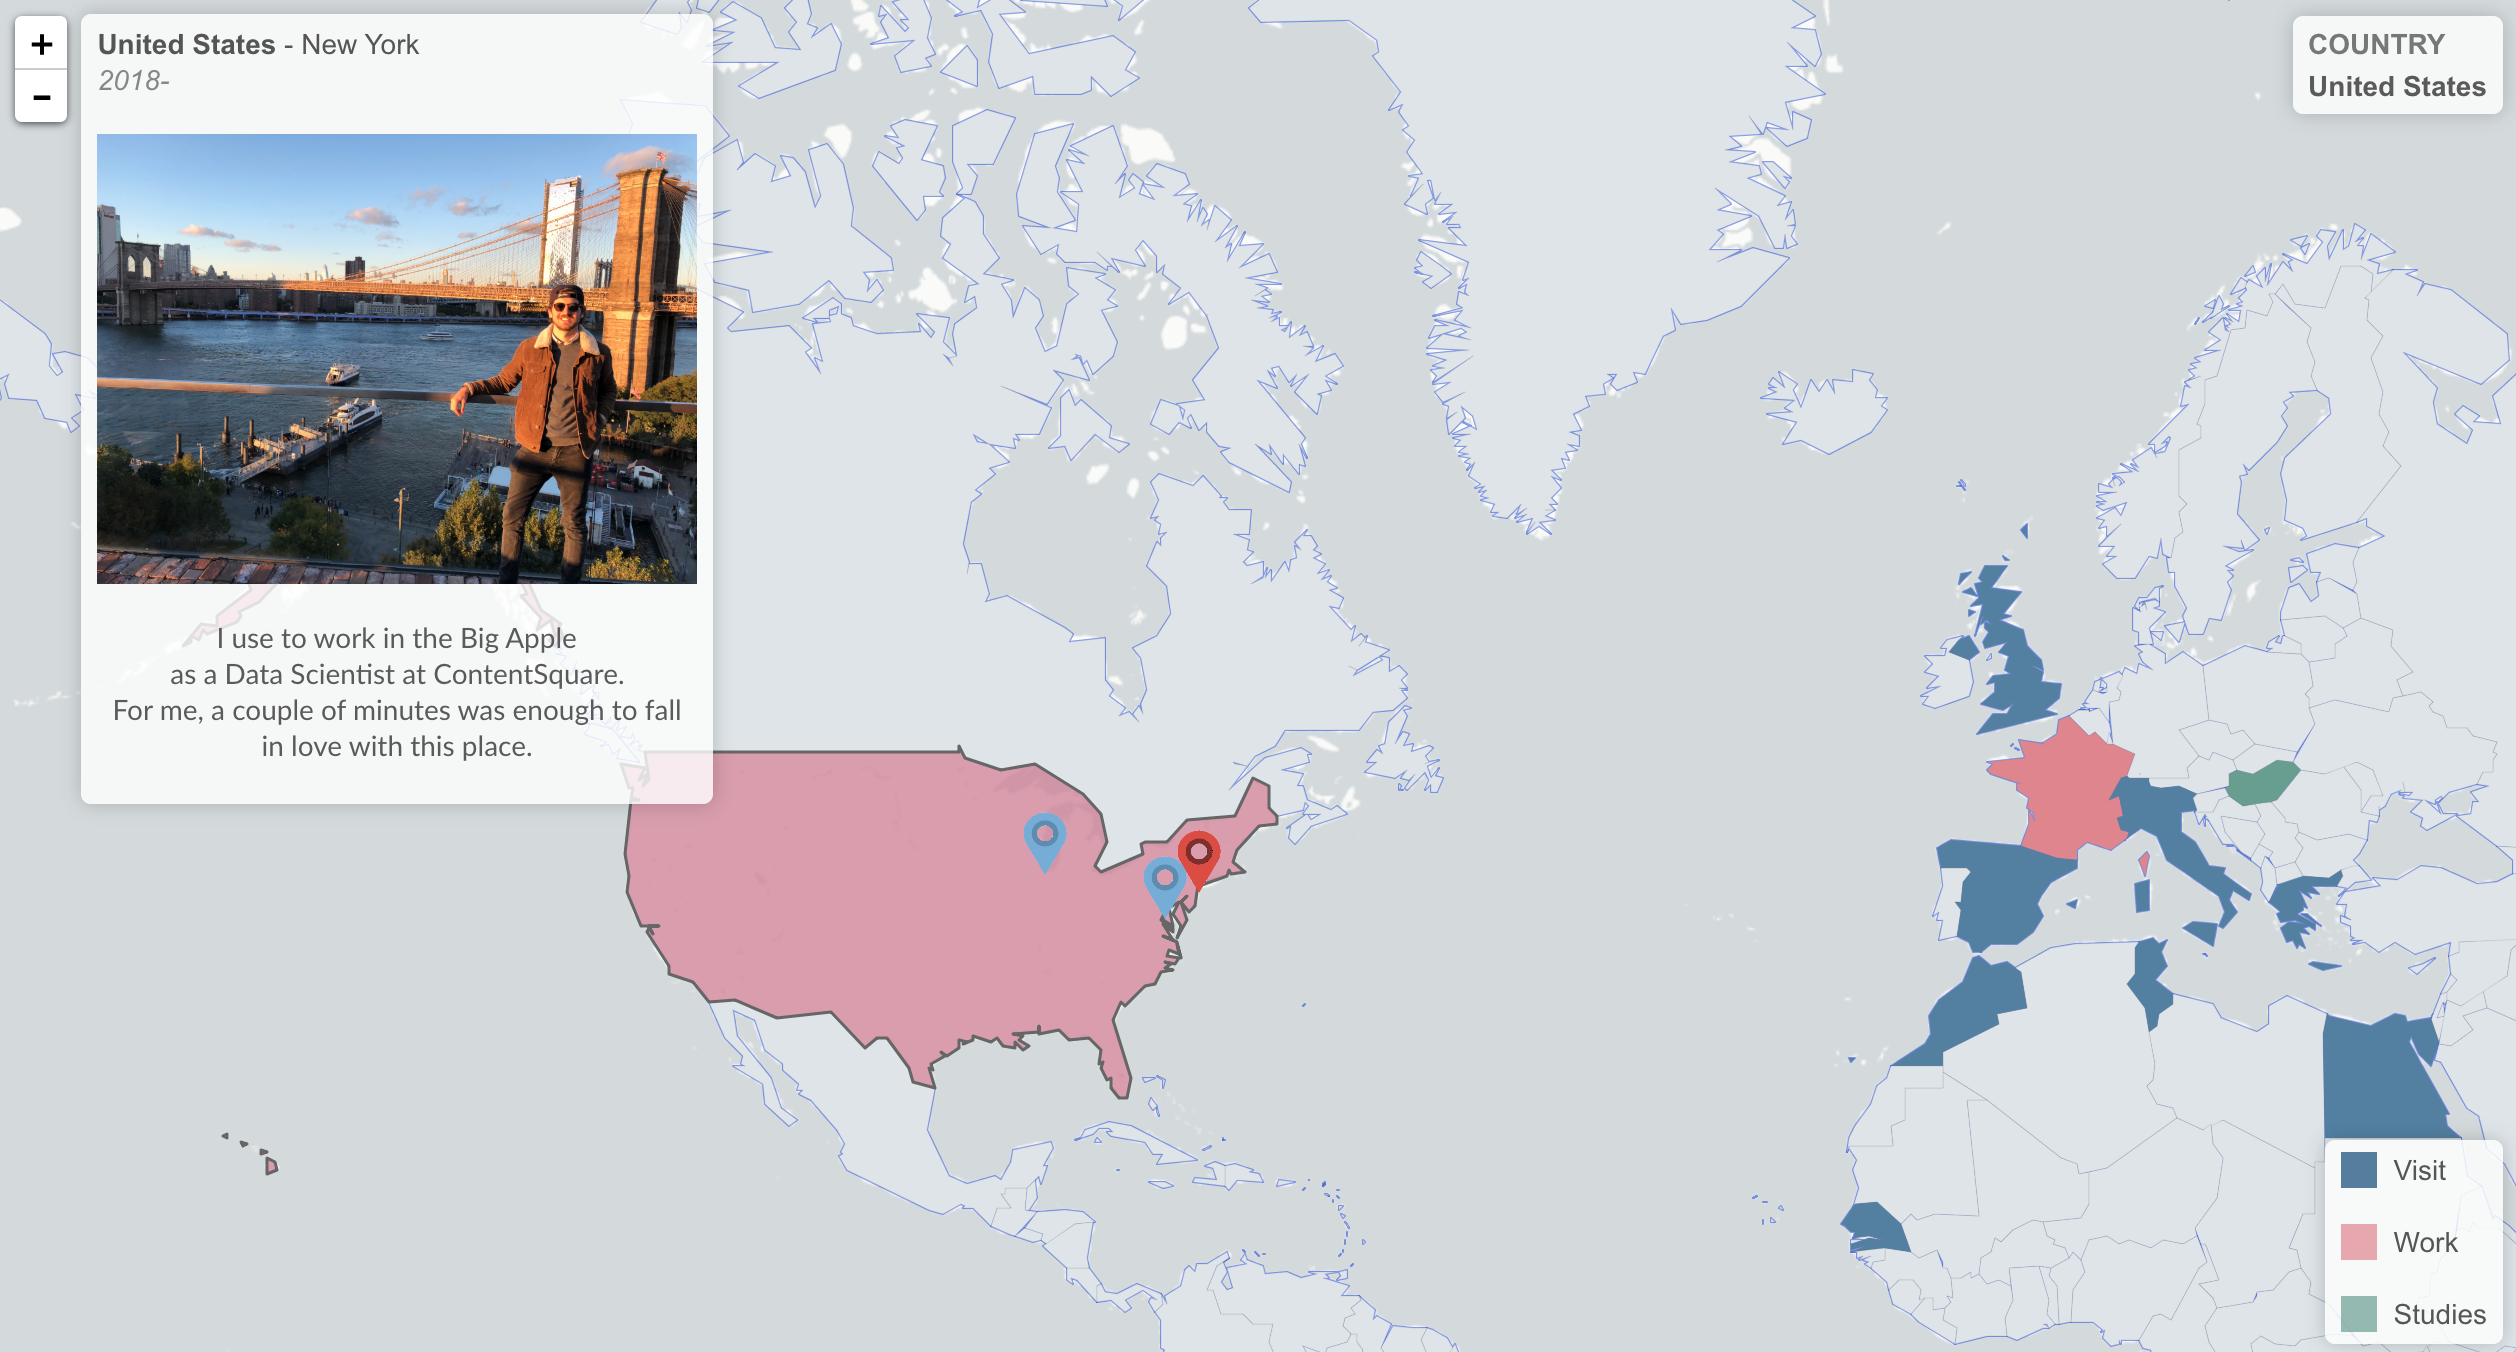 +
-
United States - New York
2018-
I use to work in the Big Apple
as a Data Scientist at ContentSquare.
For me, a couple of minutes was enough to fall
in love with this place.
COUNTRY
United States
Visit
Work
Studies